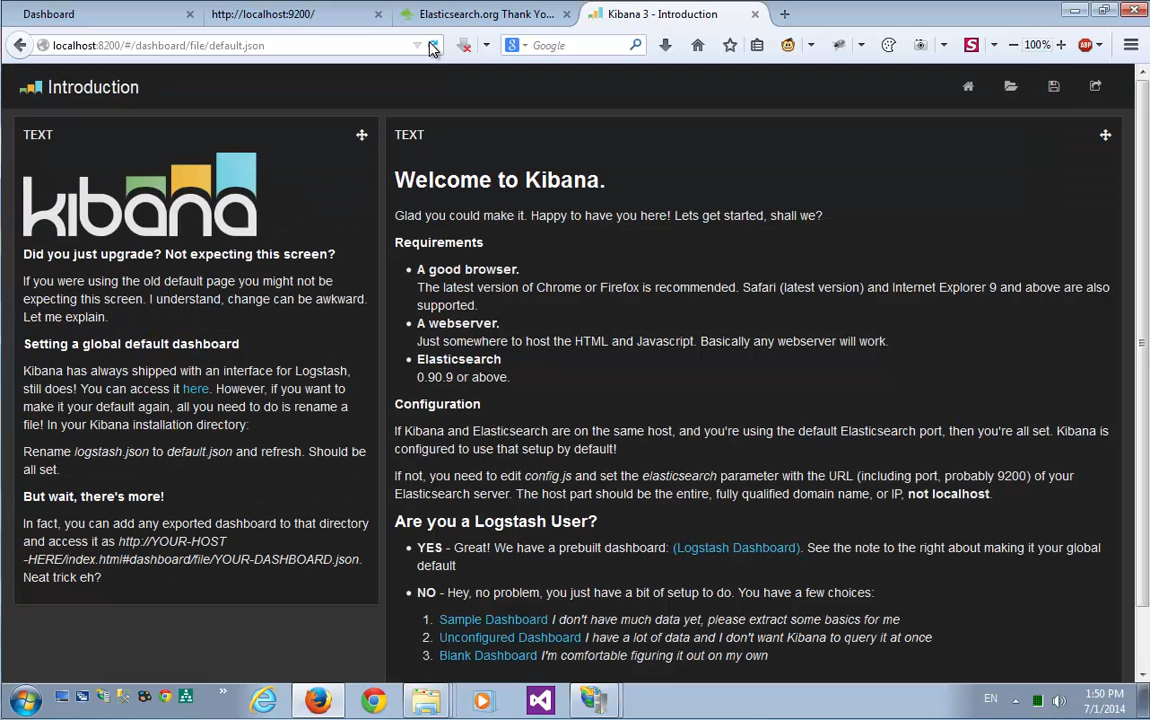 Dashboard
http://localhost:9200/
Elasticsearch.org Thank Yo...
Kibana 3 - Introduction
localhost:8200/#/dashboard/file/default.json
Google
100%
ABP
Introduction
TEXT
kibana
Did you just upgrade? Not expecting this screen?
If you were using the old default page you might not be
expecting this screen. I understand, change can be awkward.
Let me explain.
Setting a global default dashboard
Kibana has always shipped with an interface for Logstash,
still does! You can access it here. However, if you want to
make it your default again, all you need to do is rename a
file! In your Kibana installation directory:
Rename logstash.json to default.json and refresh. Should be
all set.
But wait, there's more!
In fact, you can add any exported dashboard to that directory
and access it as http://YOUR-HOST
-HERE/index.html#dashboard/file/YOUR-DASHBOARD.json.
Neat trick eh?
TEXT
Welcome to Kibana.
Glad you could make it. Happy to have you here! Lets get started, shall we?
Requirements
• A good browser.
The latest version of Chrome or Firefox is recommended. Safari (latest version) and Internet Explorer 9 and above are also
supported.
• A webserver.
Just somewhere to host the HTML and Javascript. Basically any webserver will work.
• Elasticsearch
0.90.9 or above.
Configuration
If Kibana and Elasticsearch are on the same host, and you're using the default Elasticsearch port, then you're all set. Kibana is
configured to use that setup by default!
If not, you need to edit config.js and set the elasticsearch parameter with the URL (including port, probably 9200) of your
Elasticsearch server. The host part should be the entire, fully qualified domain name, or IP, not localhost.
Are you a Logstash User?
• YES - Great! We have a prebuilt dashboard: (Logstash Dashboard). See the note to the right about making it your global
default
• NO - Hey, no problem, you just have a bit of setup to do. You have a few choices:
1. Sample Dashboard I don't have much data yet, please extract some basics for me
2. Unconfigured Dashboard I have a lot of data and I don't want Kibana to query it at once
3. Blank Dashboard I'm comfortable figuring it out on my own
EN
1:50 PM
7/1/2014